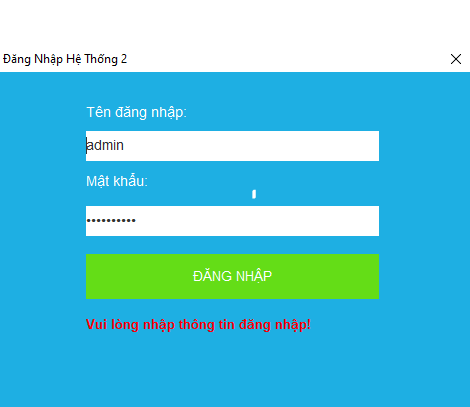 Đăng Nhập Hệ Thống 2
Tên đăng nhập:
admin
Mật khẩu:
••••••••••
ĐĂNG NHẬP
Vui lòng nhập thông tin đăng nhập!